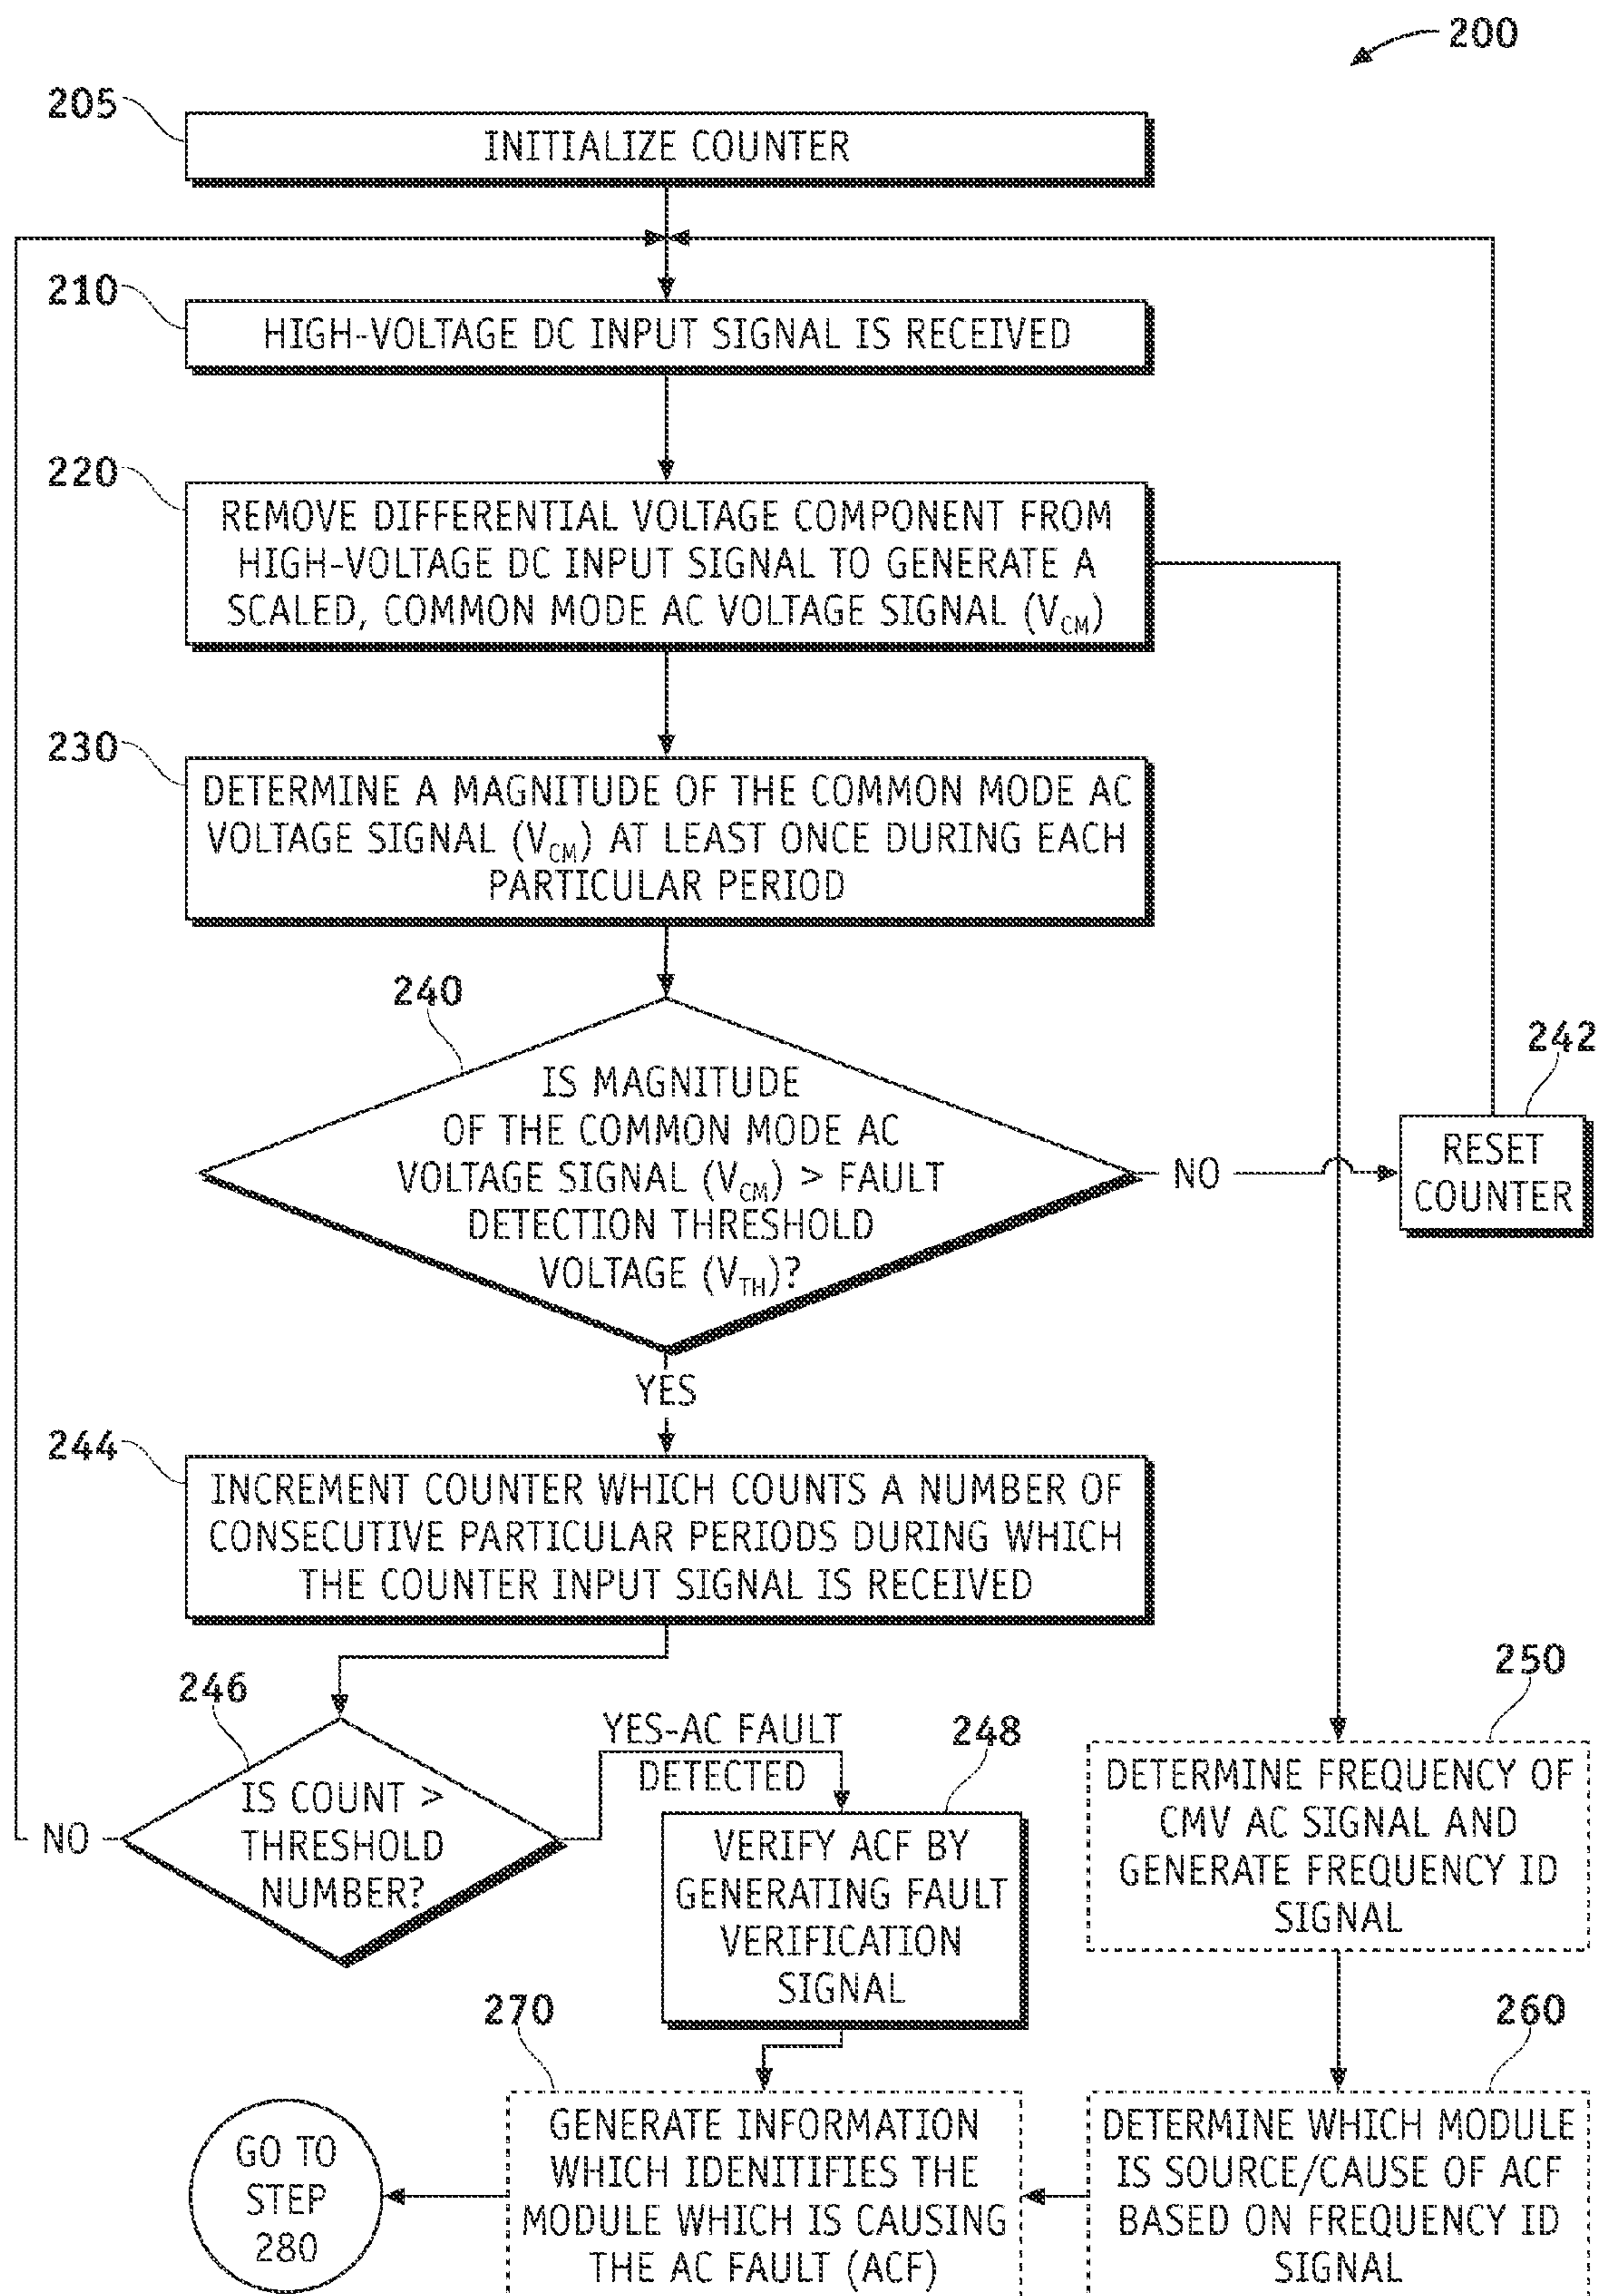 200
205
INITIALIZE COUNTER
210
HIGH-VOLTAGE DC INPUT SIGNAL IS RECEIVED
220
REMOVE DIFFERENTIAL VOLTAGE COMPONENT FROM
HIGH-VOLTAGE DC INPUT SIGNAL TO GENERATE A
SCALED, COMMON MODE AC VOLTAGE SIGNAL (VCM)
230
DETERMINE A MAGNITUDE OF THE COMMON MODE AC
VOLTAGE SIGNAL (VCM) AT LEAST ONCE DURING EACH
PARTICULAR PERIOD
240
IS MAGNITUDE
OF THE COMMON MODE AC
VOLTAGE SIGNAL (VCM) > FAULT
DETECTION THRESHOLD
VOLTAGE (VTH)?
NO
242
RESET
COUNTER
YES
244
INCREMENT COUNTER WHICH COUNTS A NUMBER OF
CONSECUTIVE PARTICULAR PERIODS DURING WHICH
THE COUNTER INPUT SIGNAL IS RECEIVED
246
IS COUNT >
THRESHOLD
NUMBER?
NO
YES-AC FAULT
DETECTED
248
VERIFY ACF BY
GENERATING FAULT
VERIFICATION
SIGNAL
250
DETERMINE FREQUENCY OF
CMV AC SIGNAL AND
GENERATE FREQUENCY ID
SIGNAL
260
DETERMINE WHICH MODULE
IS SOURCE/CAUSE OF ACF
BASED ON FREQUENCY ID
SIGNAL
270
GENERATE INFORMATION
WHICH IDENITIFIES THE
MODULE WHICH IS CAUSING
THE AC FAULT (ACF)
GO TO
STEP
280